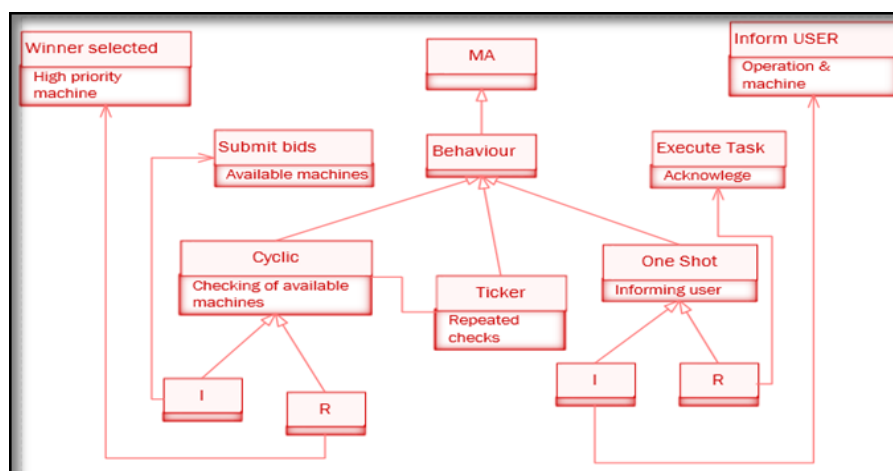 Winner selected
High priority
machine
MA
Inform USER
Operation &
machine
Submit bids
Available machines
Behaviour
Execute Task
Acknowlege
Cyclic
Checking of available
machines
Ticker
Repeated
checks
One Shot
Informing user
I
R
I
R